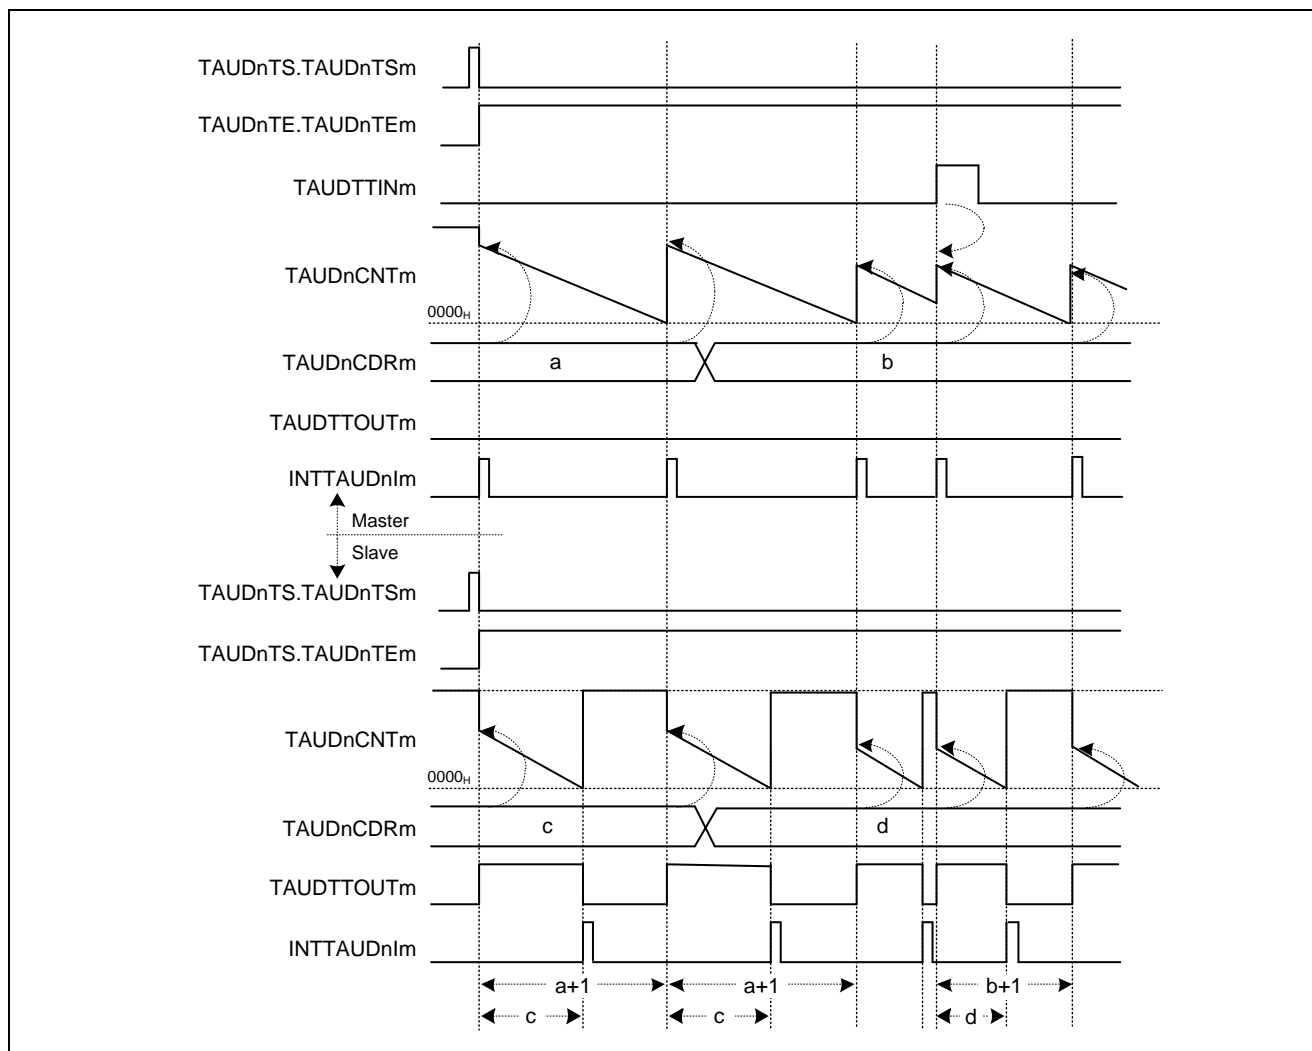 TAUDnTS.TAUDnTSm
TAUDnTE.TAUDnTEm
TAUDTTINm
TAUDnCNTm
0000H
TAUDnCDRm
a
b
TAUDTTOUTm
INTTAUDnIm
Master
Slave
TAUDnTS.TAUDnTSm
TAUDnTS.TAUDnTEm
TAUDnCNTm
0000H
TAUDnCDRm
c
d
TAUDTTOUTm
INTTAUDnIm
a+1
a+1
b+1
c
c
d